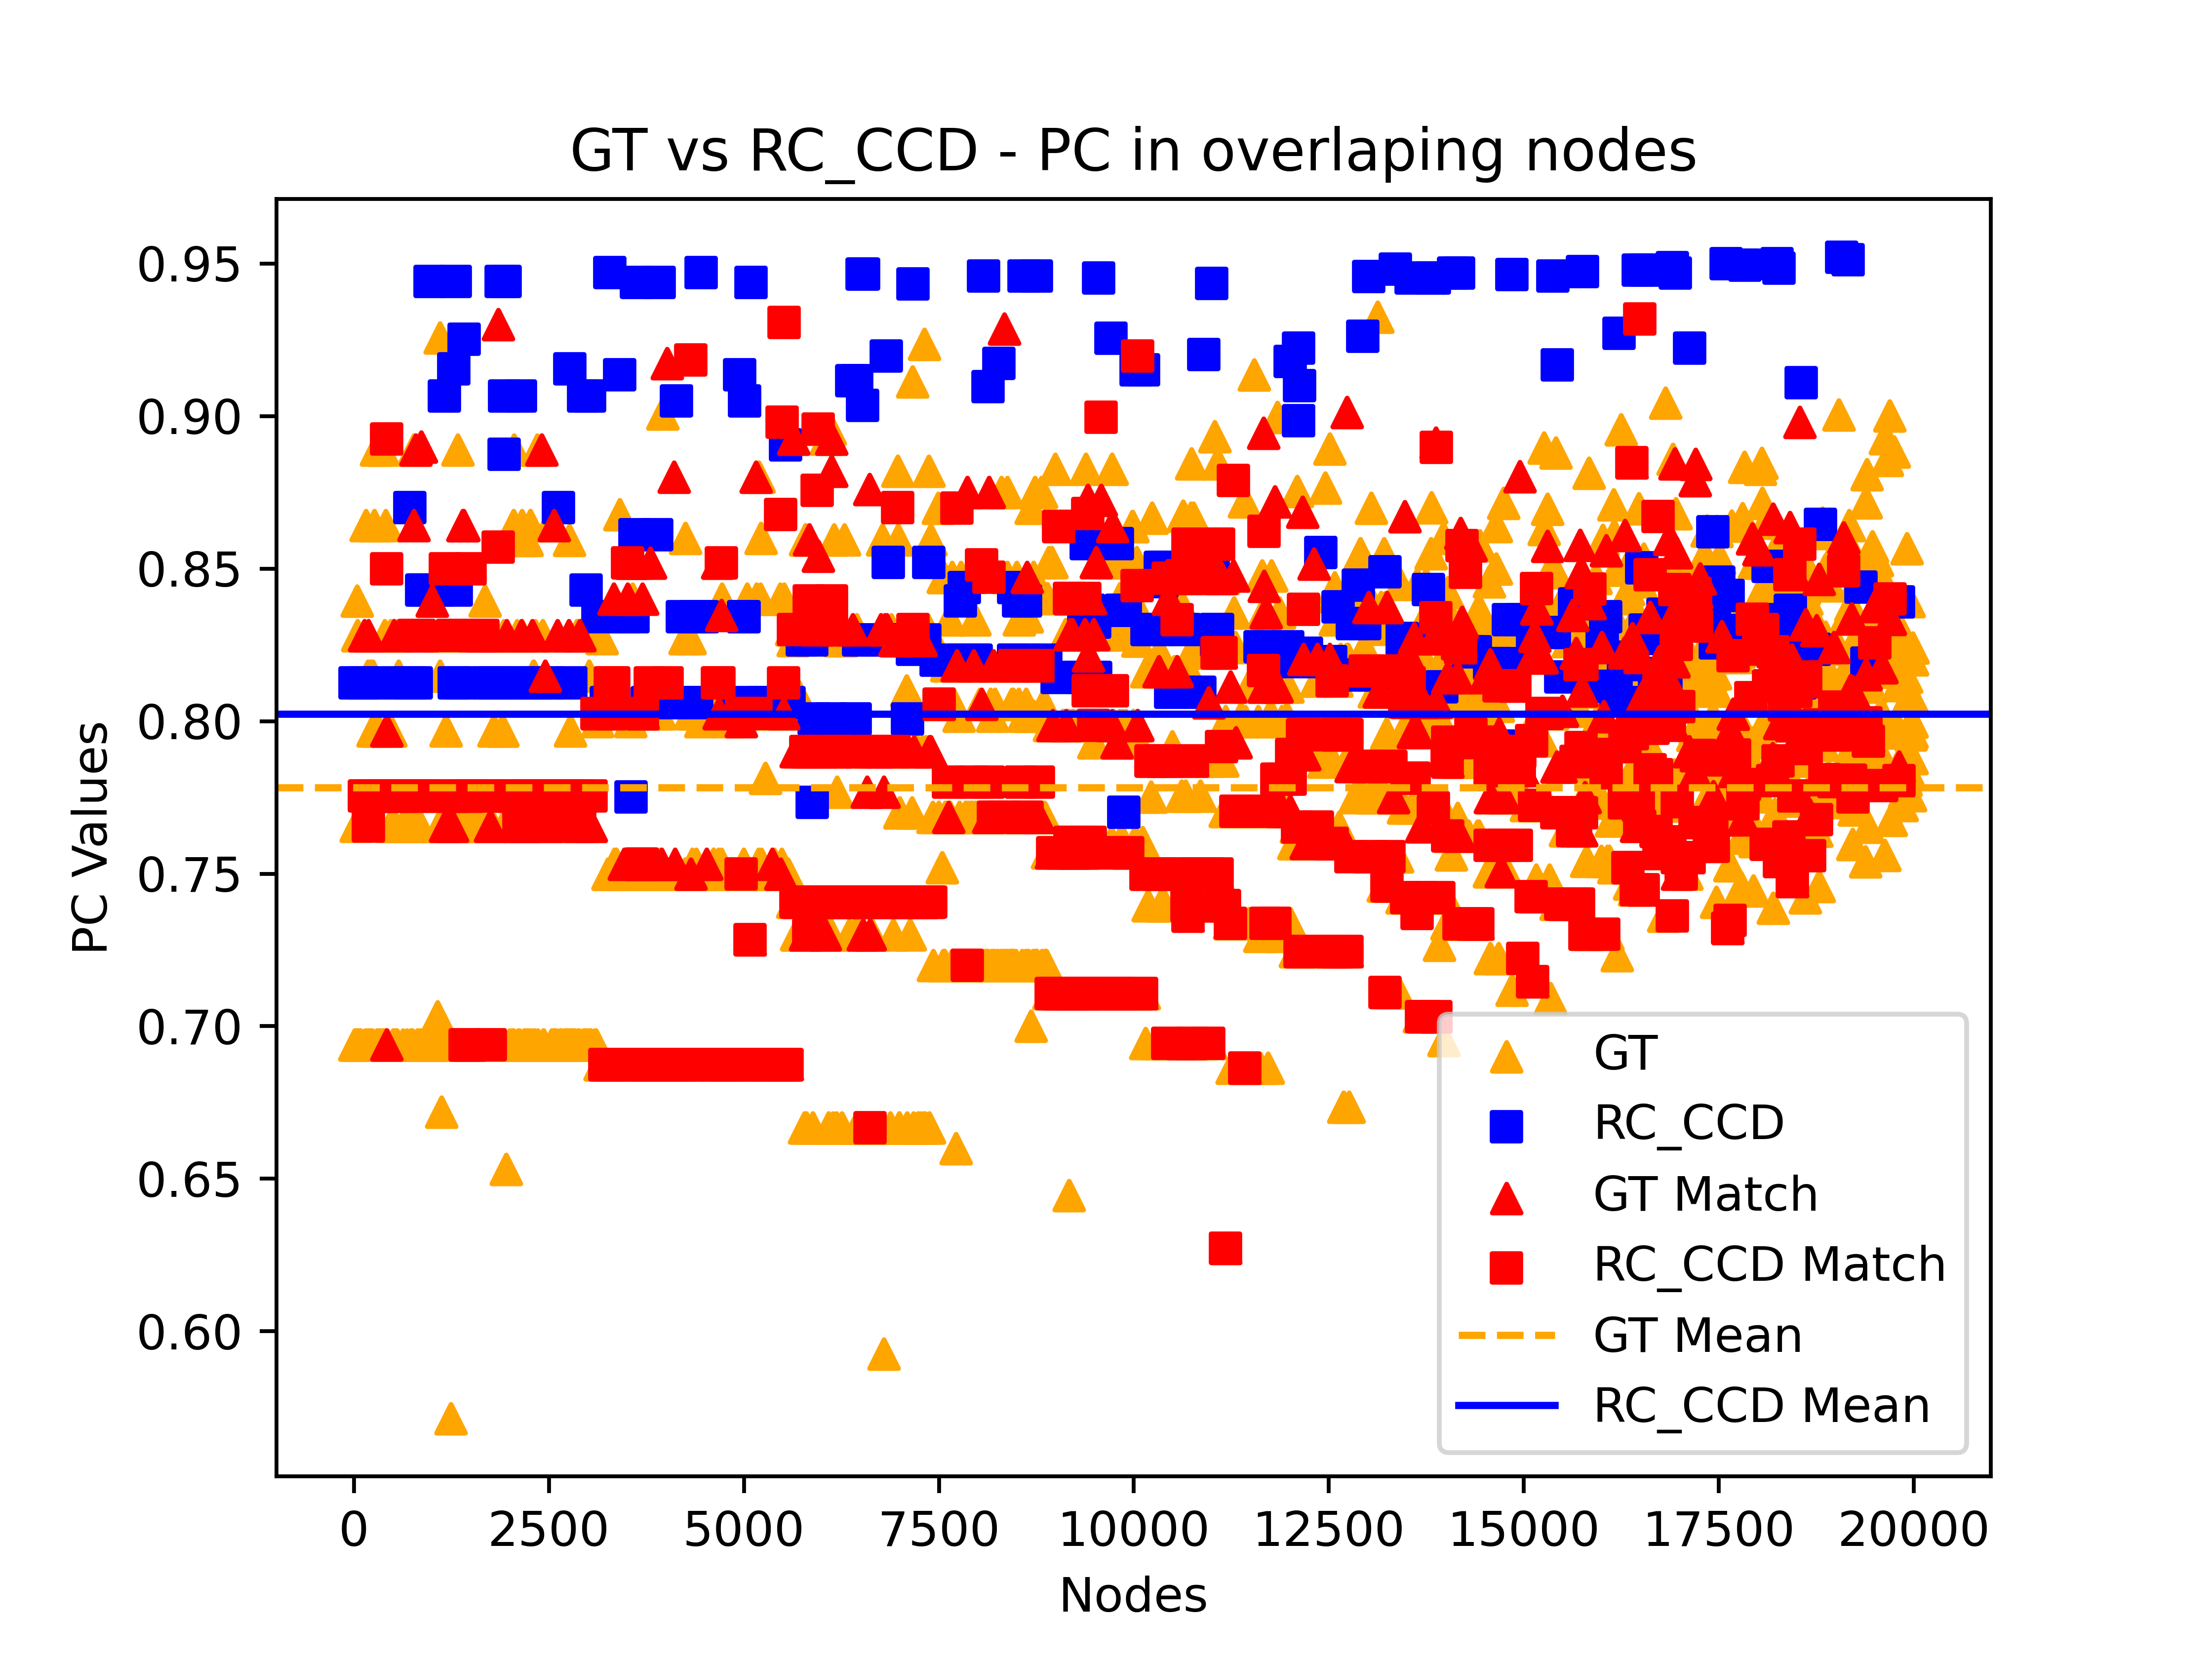 GT vs RC_CCD - PC in overlaping nodes
PC Values
0.95
0.90
0.85
0.80
0.75
0.70
0.65
0.60
GT
RC_CCD
GT Match
RC_CCD Match
GT Mean
RC_CCD Mean
0 2500 5000 7500 10000 12500 15000 17500 20000
Nodes